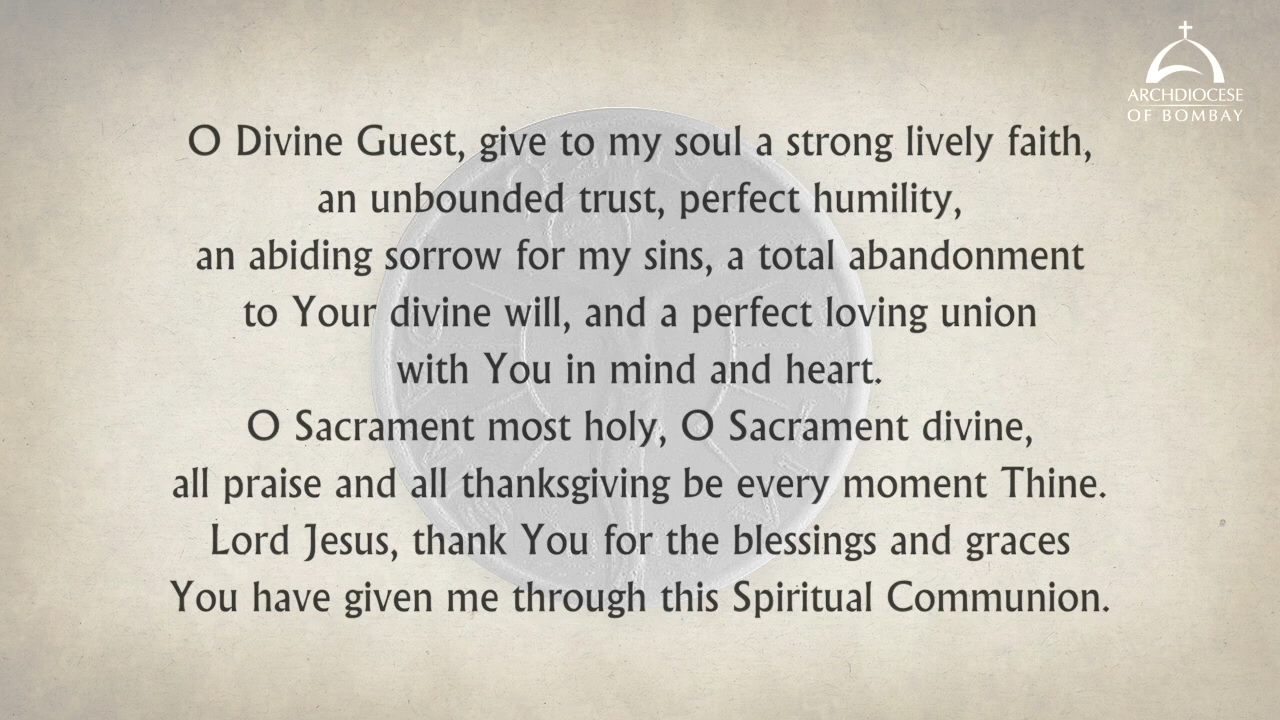 ARCHDIOCESE
OF BOMBAY
O Divine Guest, give to my soul a strong lively faith,
an unbounded trust, perfect humility,
an abiding sorrow for my sins, a total abandonment
to Your divine will, and a perfect loving union
with You in mind and heart.
O Sacrament most holy, O Sacrament divine,
all praise and all thanksgiving be every moment Thine.
Lord Jesus, thank You for the blessings and graces
You have given me through this Spiritual Communion.